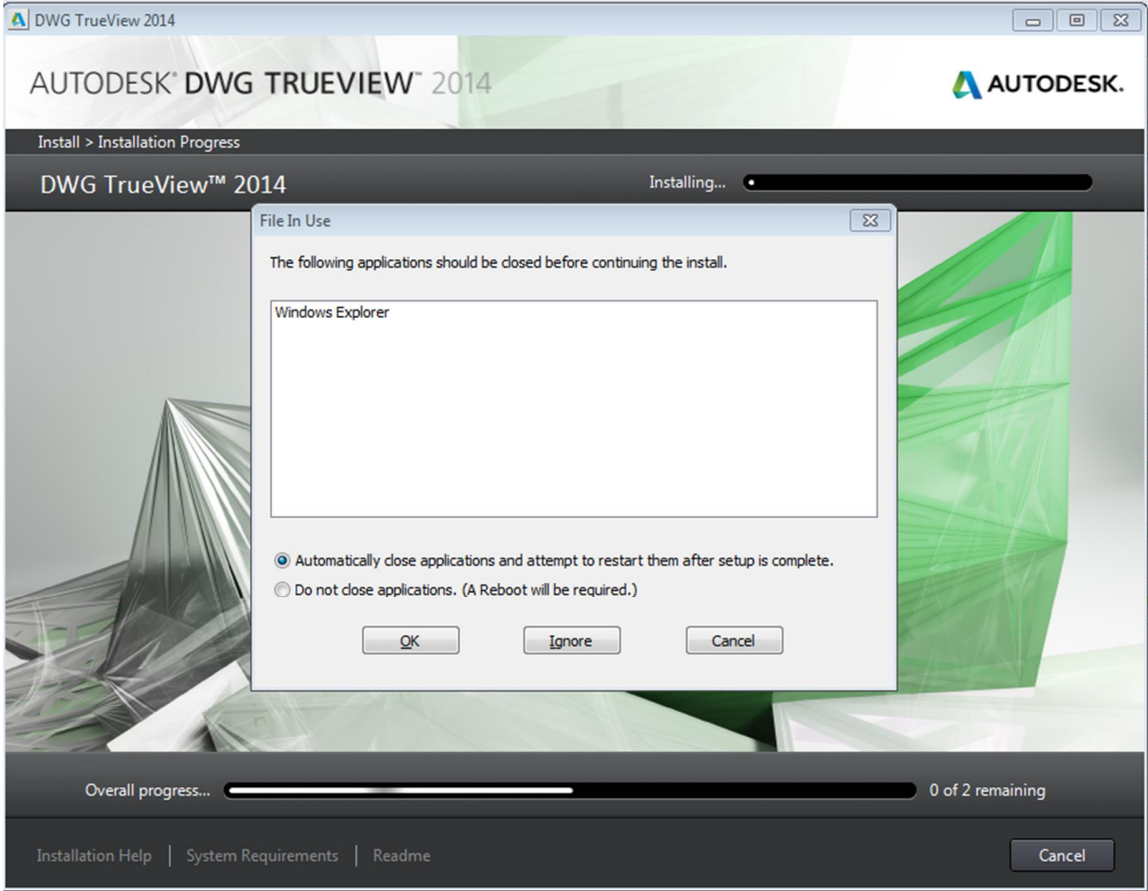 DWG TrueView 2014
AUTODESK® DWG TRUEVIEW™ 2014
AUTODESK.
Install > Installation Progress
DWG TrueView™ 2014
Installing...
File In Use
The following applications should be closed before continuing the install.
Windows Explorer
Automatically close applications and attempt to restart them after setup is complete.
Do not close applications. (A Reboot will be required.)
OK
Ignore
Cancel
Overall progress...
0 of 2 remaining
Installation Help | System Requirements | Readme
Cancel